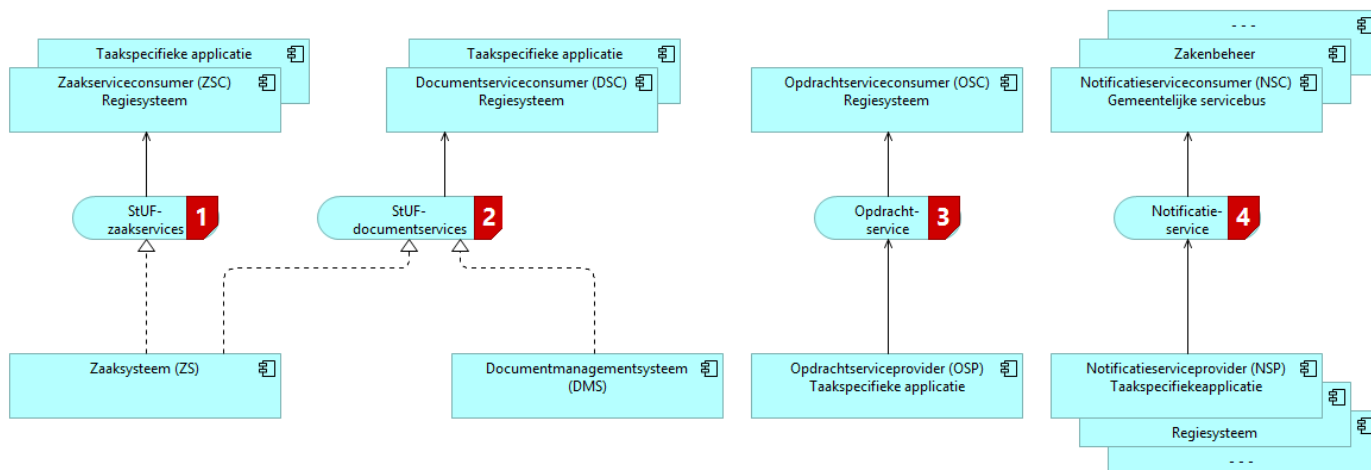 - - -
Taakspecifieke applicatie
Taakspecifieke applicatie
Zakenbeheer
Zaakserviceconsumer (ZSC)
Regiesysteem
Documentserviceconsumer (DSC)
Regiesysteem
Opdrachtserviceconsumer (OSC)
Regiesysteem
Notificatieserviceconsumer (NSC)
Gemeentelijke servicebus
StUF-
zaakservices
1
StUF-
documentservices
2
Opdracht-
service
3
Notificatie-
service
4
Zaaksysteem (ZS)
Documentmanagementsysteem
(DMS)
Opdrachtserviceprovider (OSP)
Taakspecifieke applicatie
Notificatieserviceprovider (NSP)
Taakspecifiekeapplicatie
Regiesysteem
- - -